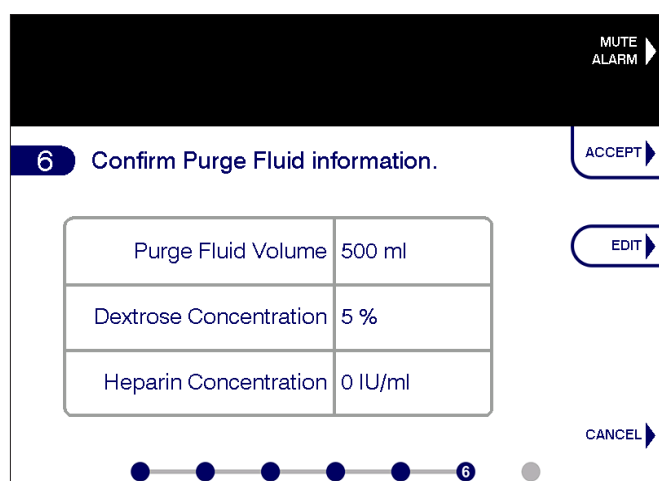 MUTE
ALARM
6 Confirm Purge Fluid information.
ACCEPT
EDIT
Purge Fluid Volume 500 ml
Dextrose Concentration 5 %
Heparin Concentration 0 IU/ml
CANCEL
6